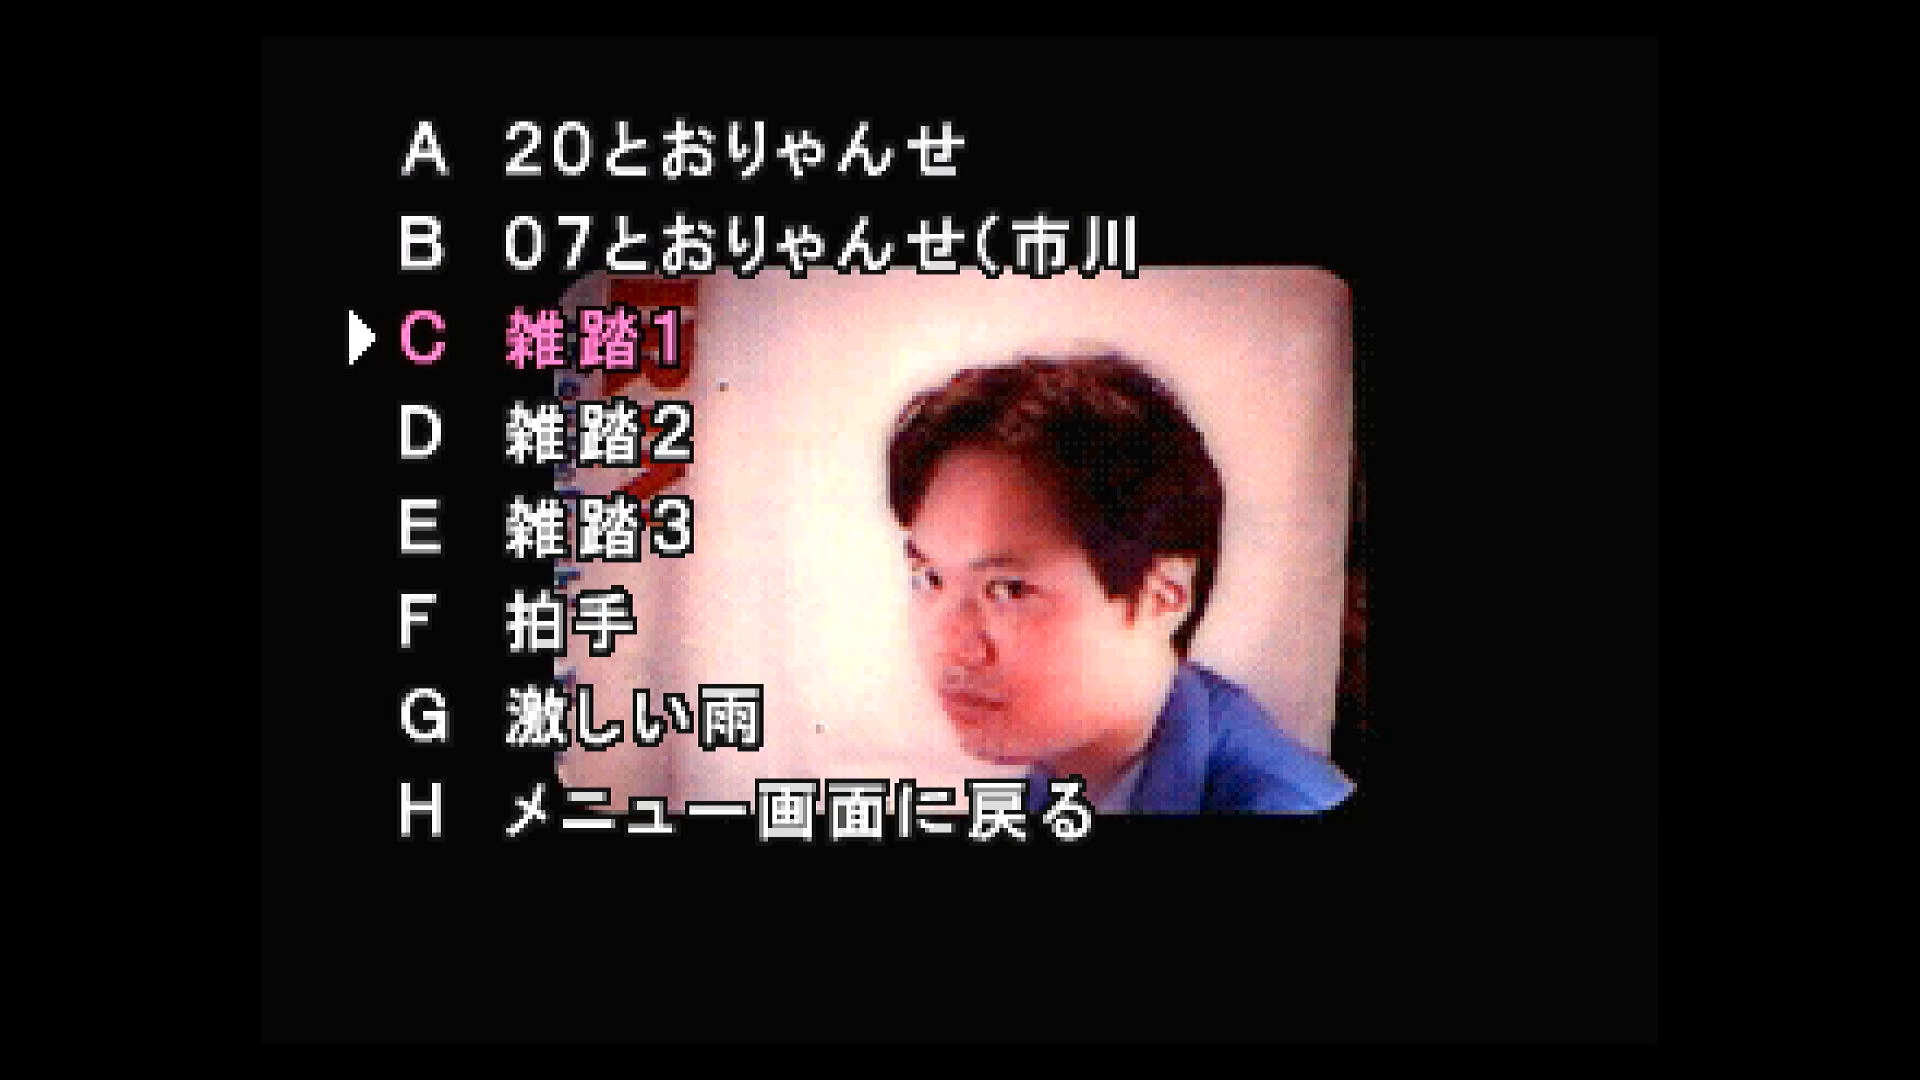 A 20とおりゃんせ
B 07とおりゃんせ(市川
C 雑踏1
D 雑踏2
E 雑踏3
F 拍手
G 激しい雨
H メニュー画面に戻る